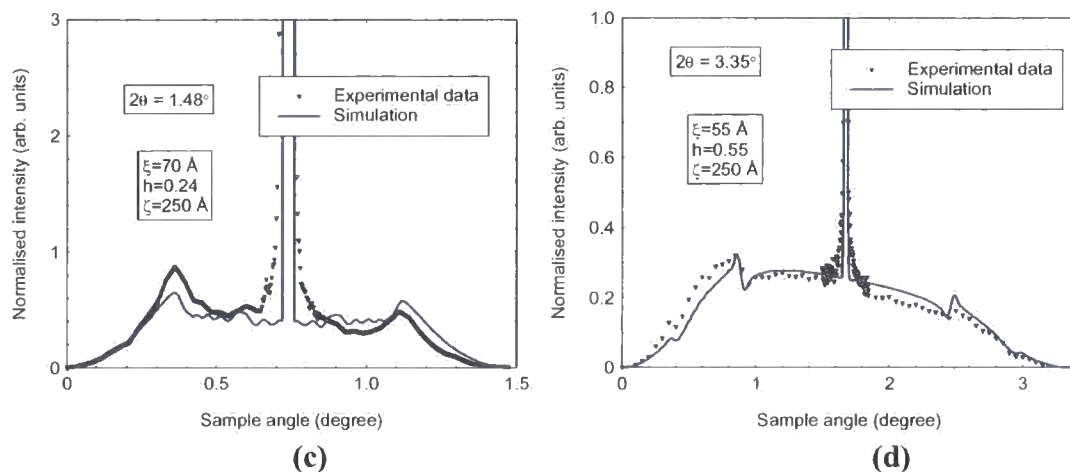 3
2
1
0
0
0.5
1.0
1.5
Normalised intensity (arb. units)
2θ = 1.48°
Experimental data
Simulation
ξ=70 Å
h=0.24
ζ=250 Å
Sample angle (degree)
(c)
1.0
0.8
0.6
0.4
0.2
0
0
1
2
3
Normalised intensity (arb. units)
2θ = 3.35°
Experimental data
Simulation
ξ=55 Å
h=0.55
ζ=250 Å
Sample angle (degree)
(d)